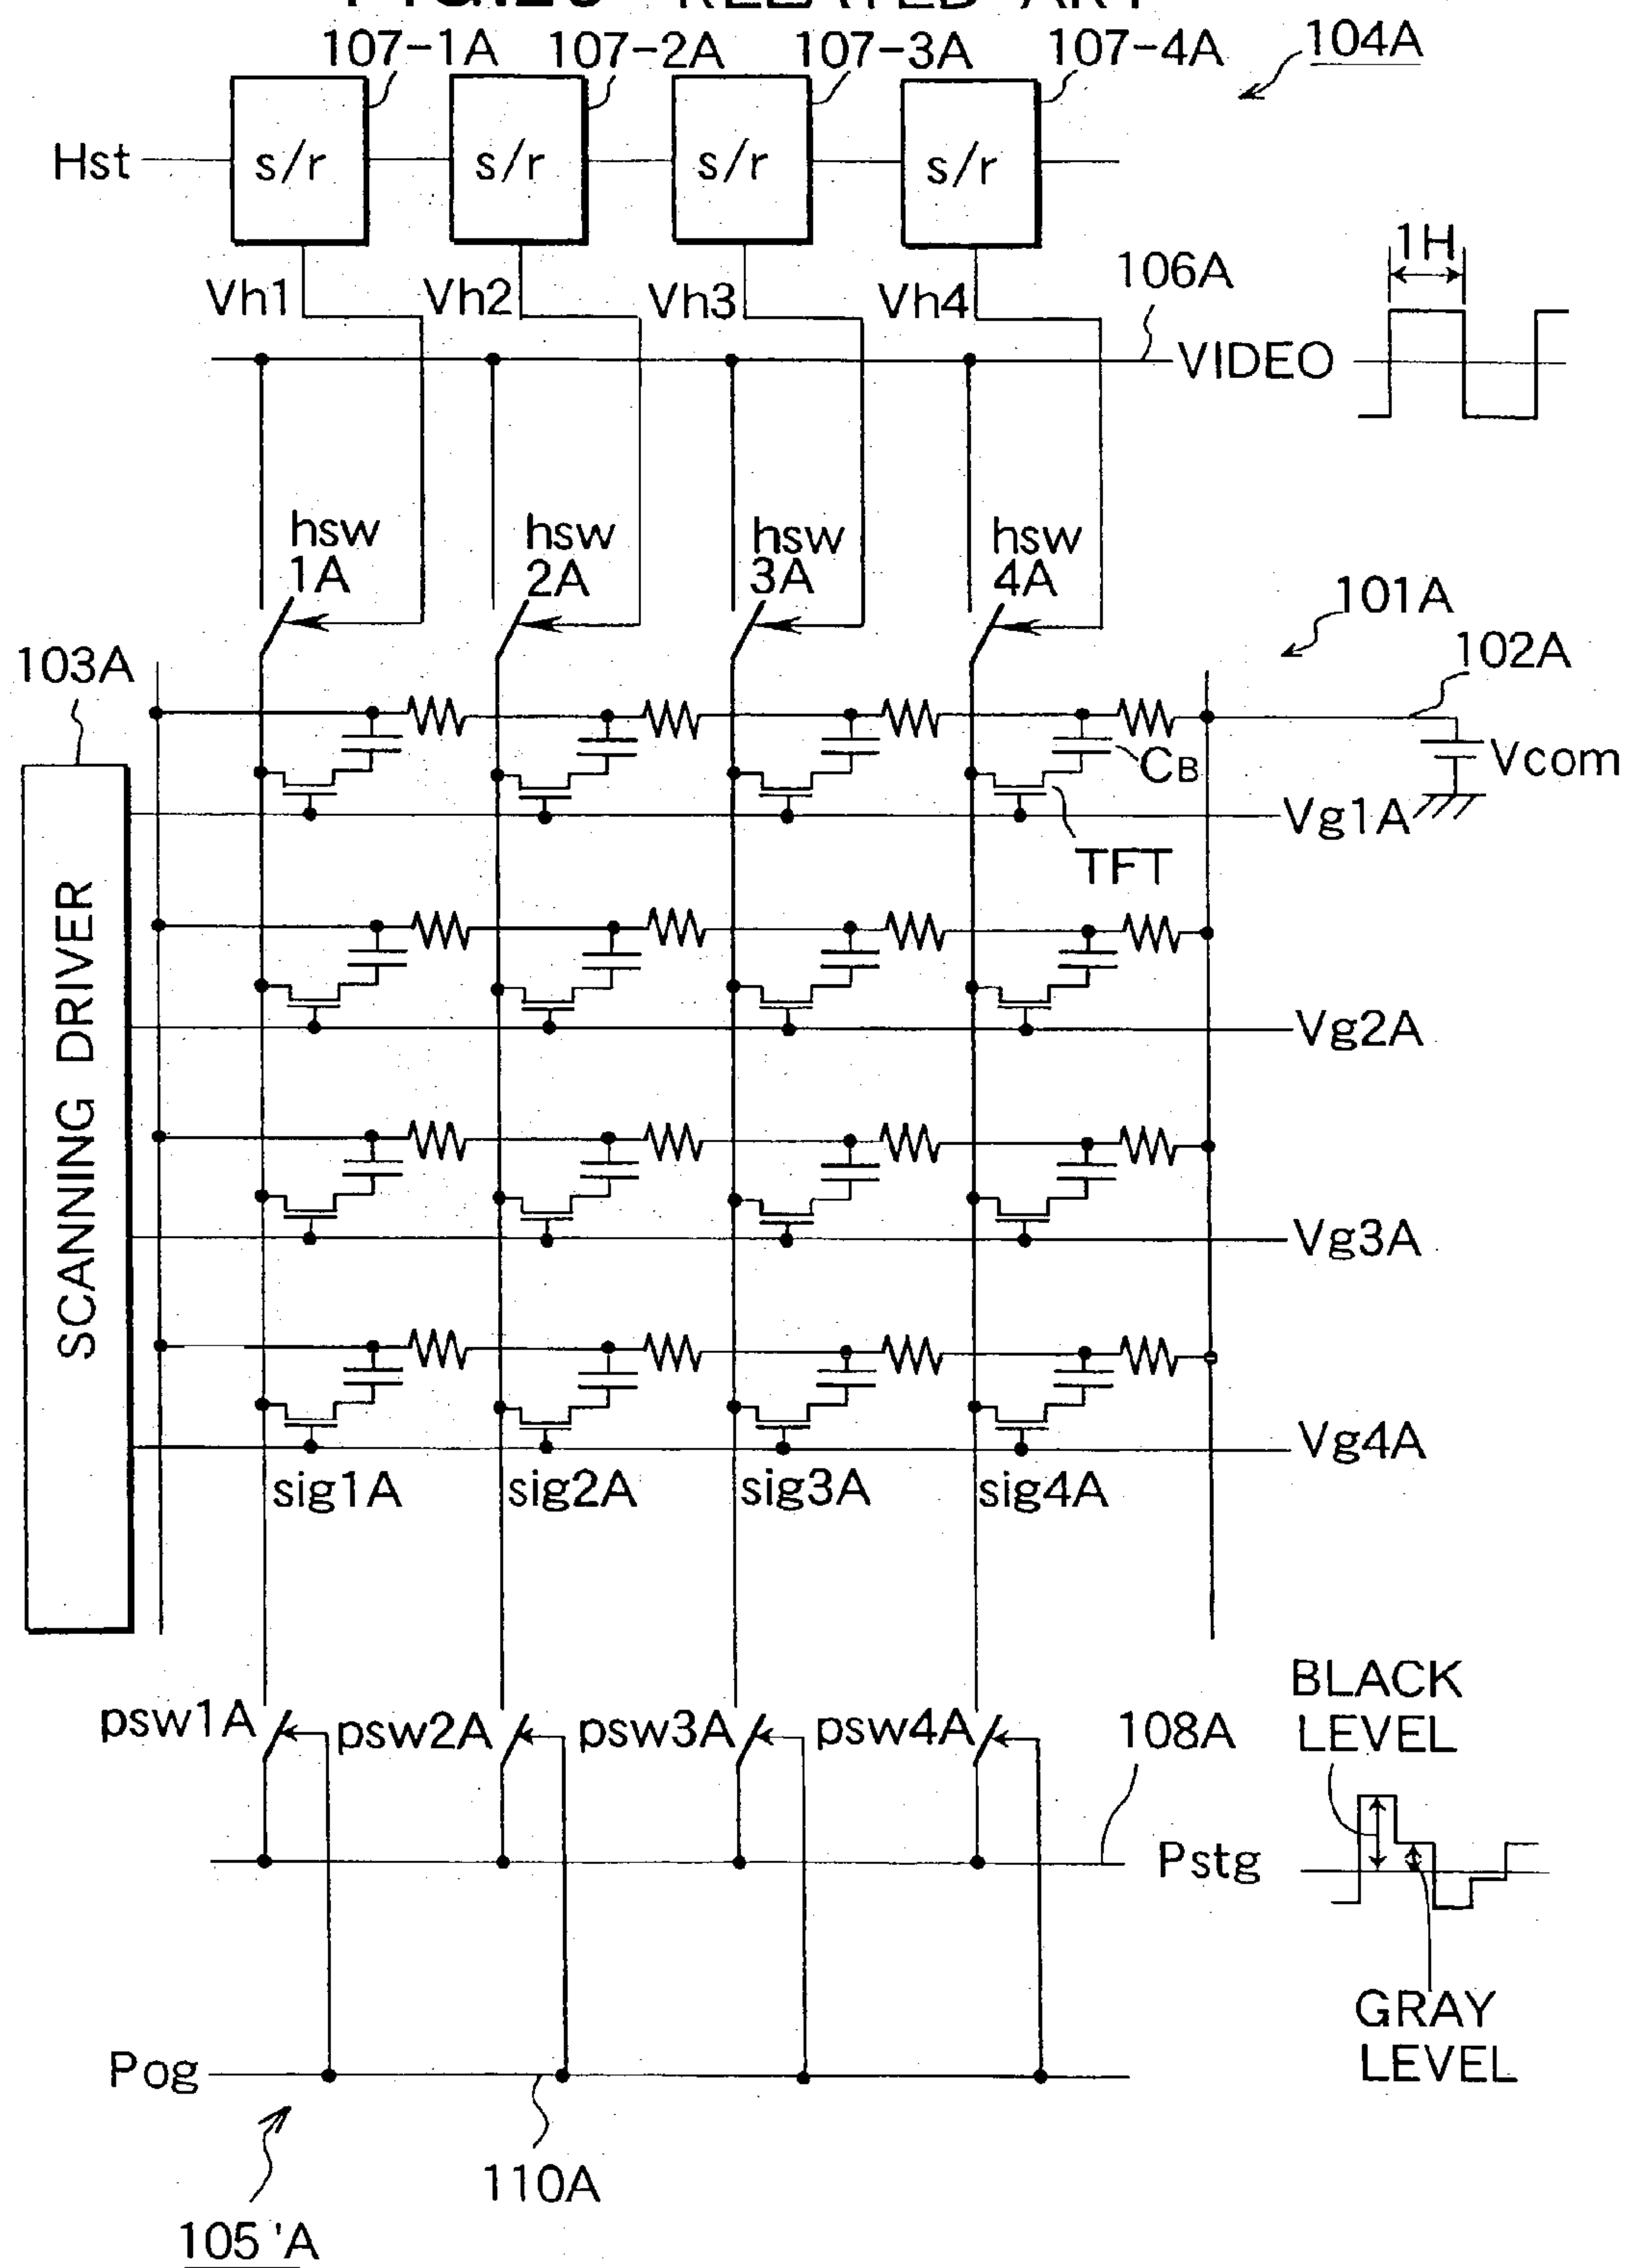 RELATED ART
107-1A 107-2A 107-3A 107-4A 104A
Hst s/r s/r s/r s/r
1H
Vh1 Vh2 Vh3 Vh4 106A
VIDEO
hsw 1A
hsw 2A
hsw 3A
hsw 4A
101A
103A
102A
CB
Vcom
Vg1A
TFT
SCANNING DRIVER
Vg2A
Vg3A
Vg4A
sig1A sig2A sig3A sig4A
BLACK
LEVEL
psw1A psw2A psw3A psw4A 108A
Pstg
GRAY
LEVEL
Pog
110A
105'A